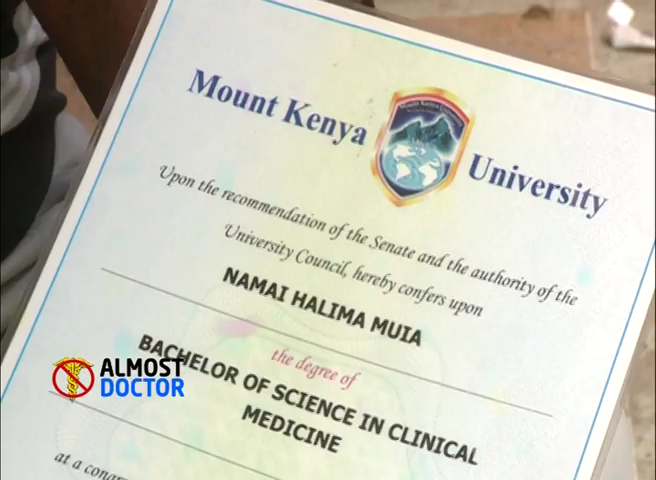 Mount Kenya University
Upon the recommendation of the Senate and the authority of the
University Council, hereby confers upon
NAMAI HALIMA MUIA
the degree of
BACHELOR OF SCIENCE IN CLINICAL
MEDICINE
at a cong
ALMOST
DOCTOR